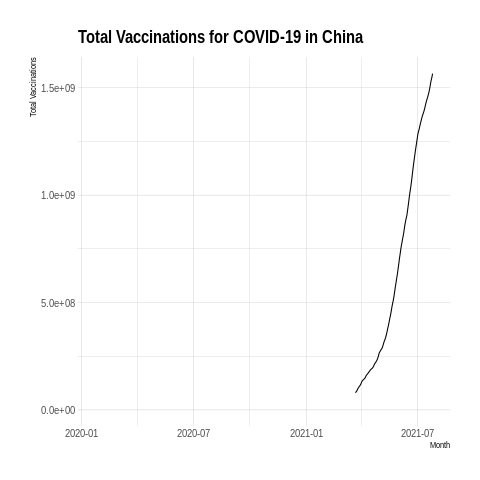 Total Vaccinations for COVID-19 in China
Total Vaccinations
1.5e+09
1.0e+09
5.0e+08
0.0e+00
2020-01 2020-07 2021-01 2021-07
Month